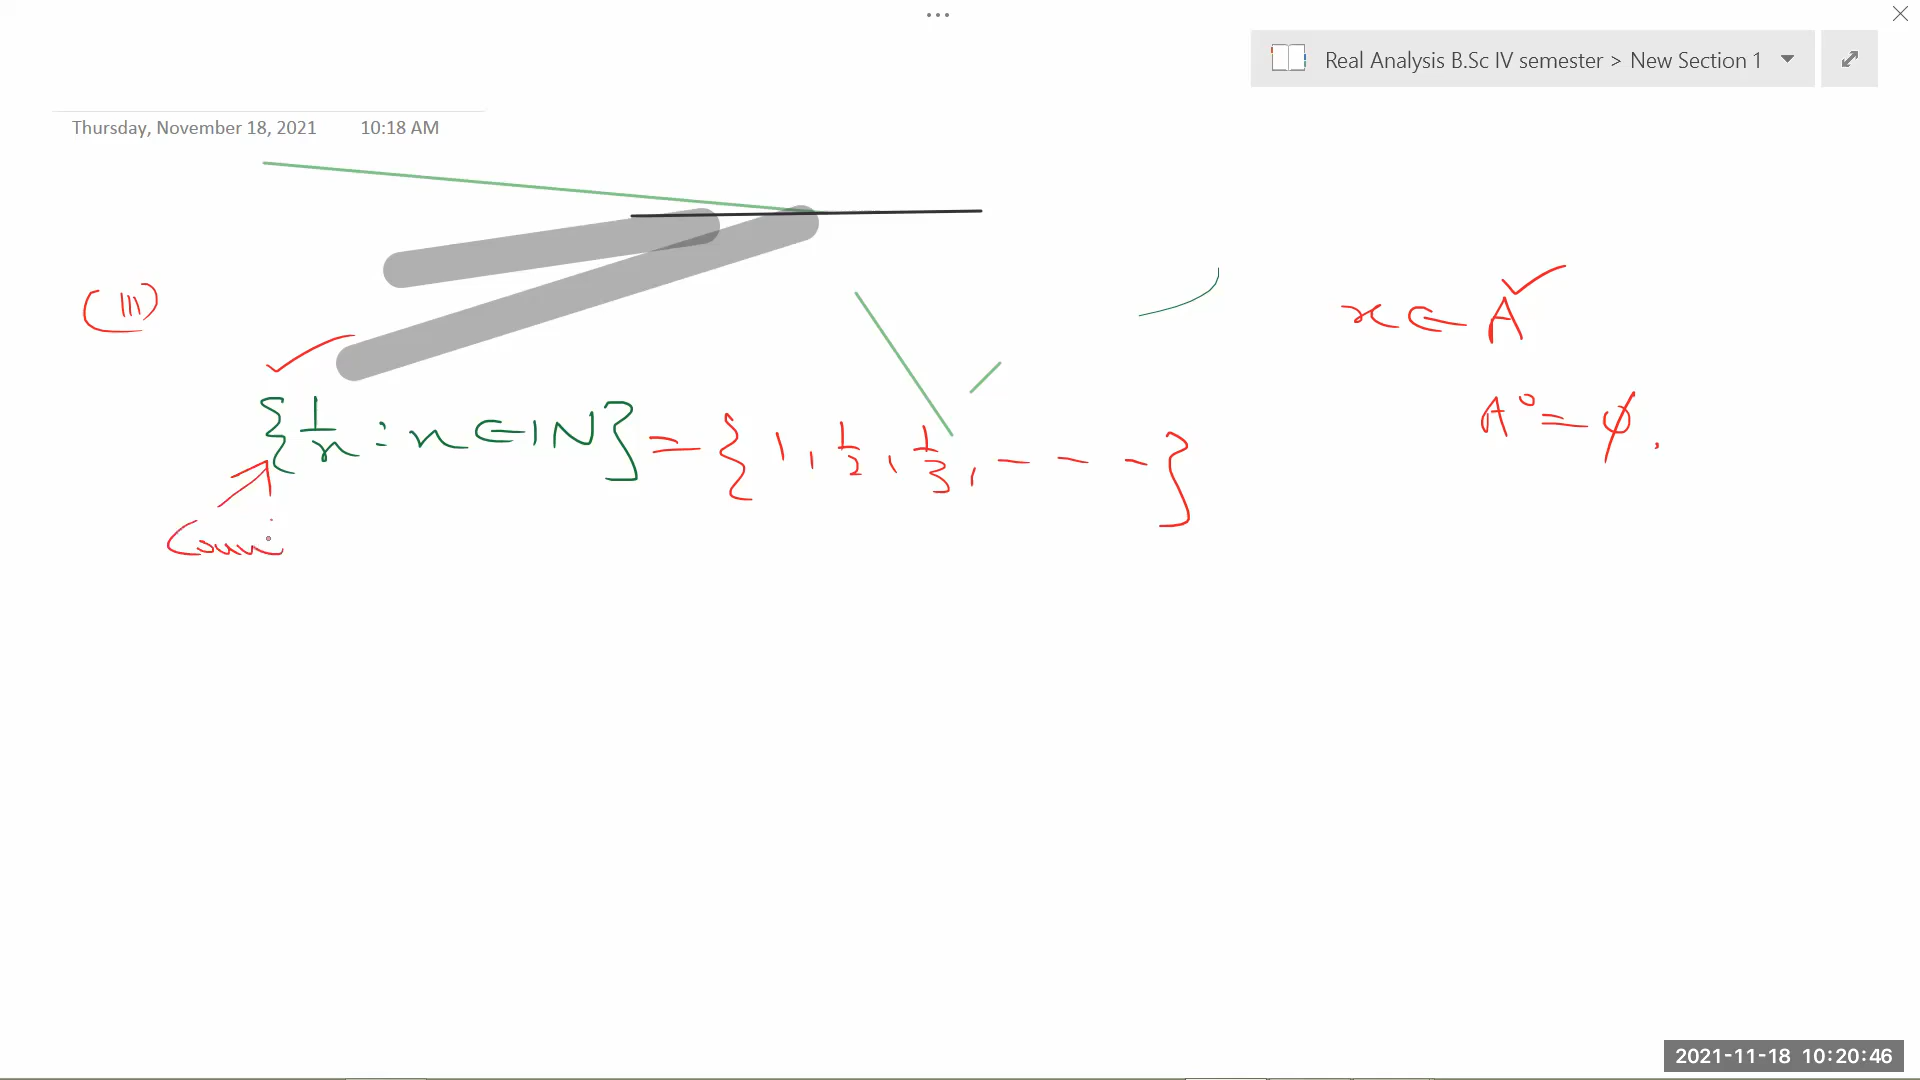 Real Analysis B.Sc IV semester > New Section 1
Thursday, November 18, 2021 10:18 AM
(III)
x ∈ A
A° = φ.
{1/n : n ∈ IN} = {1, 1/2, 1/3, - - - -}
2021-11-18 10:20:46